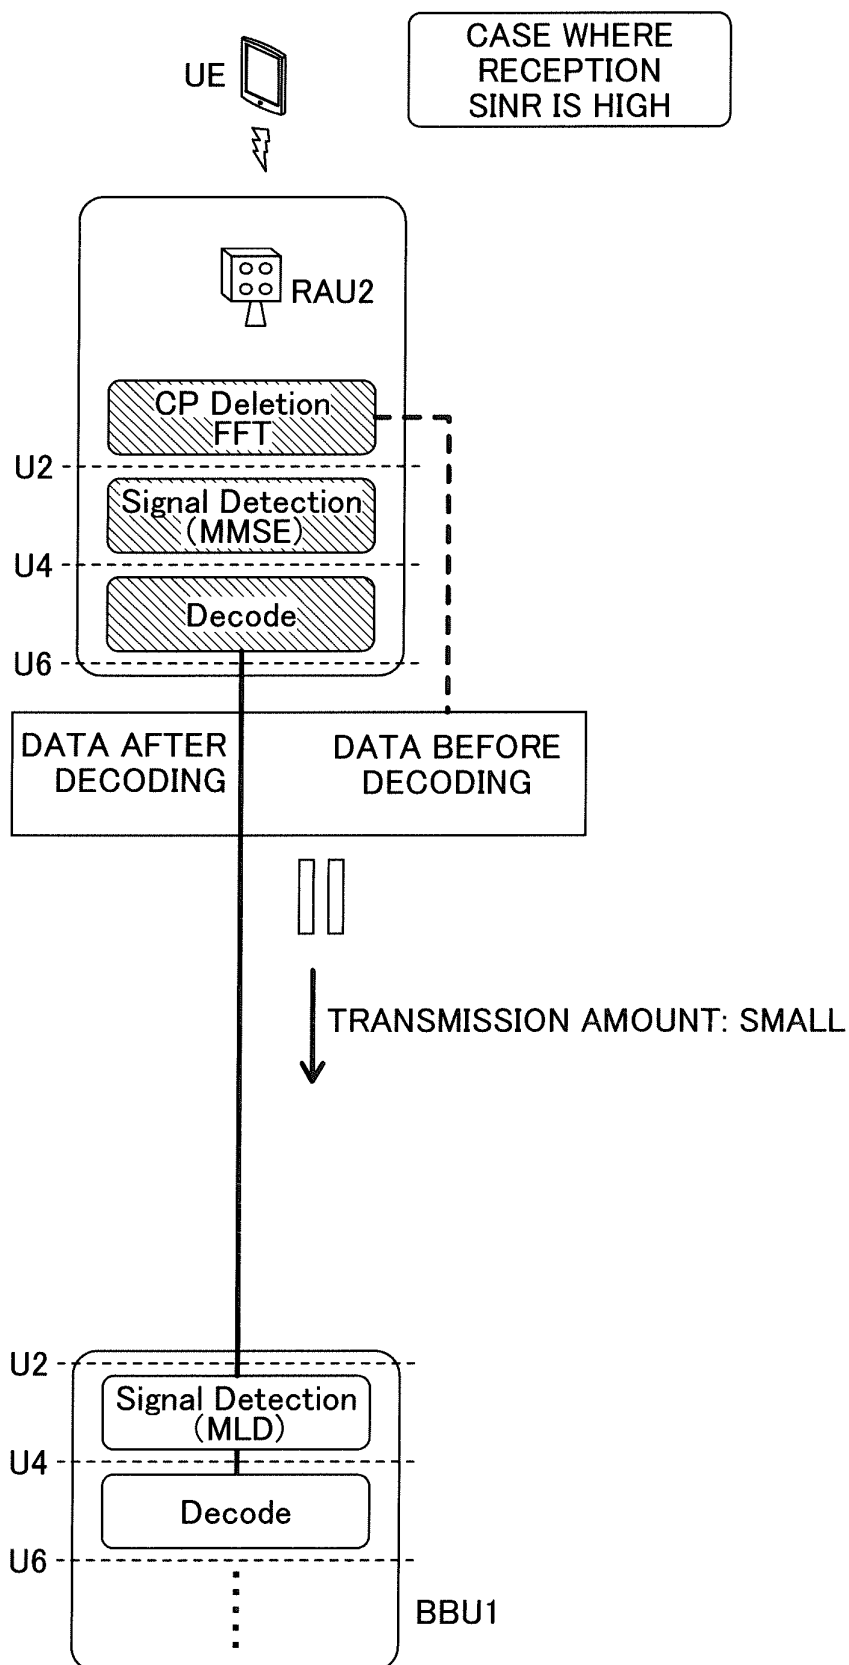 UE
CASE WHERE
RECEPTION
SINR IS HIGH
RAU2
CP Deletion
FFT
U2
Signal Detection
(MMSE)
U4
Decode
U6
DATA AFTER
DECODING
DATA BEFORE
DECODING
TRANSMISSION AMOUNT: SMALL
U2
Signal Detection
(MLD)
U4
Decode
U6
BBU1